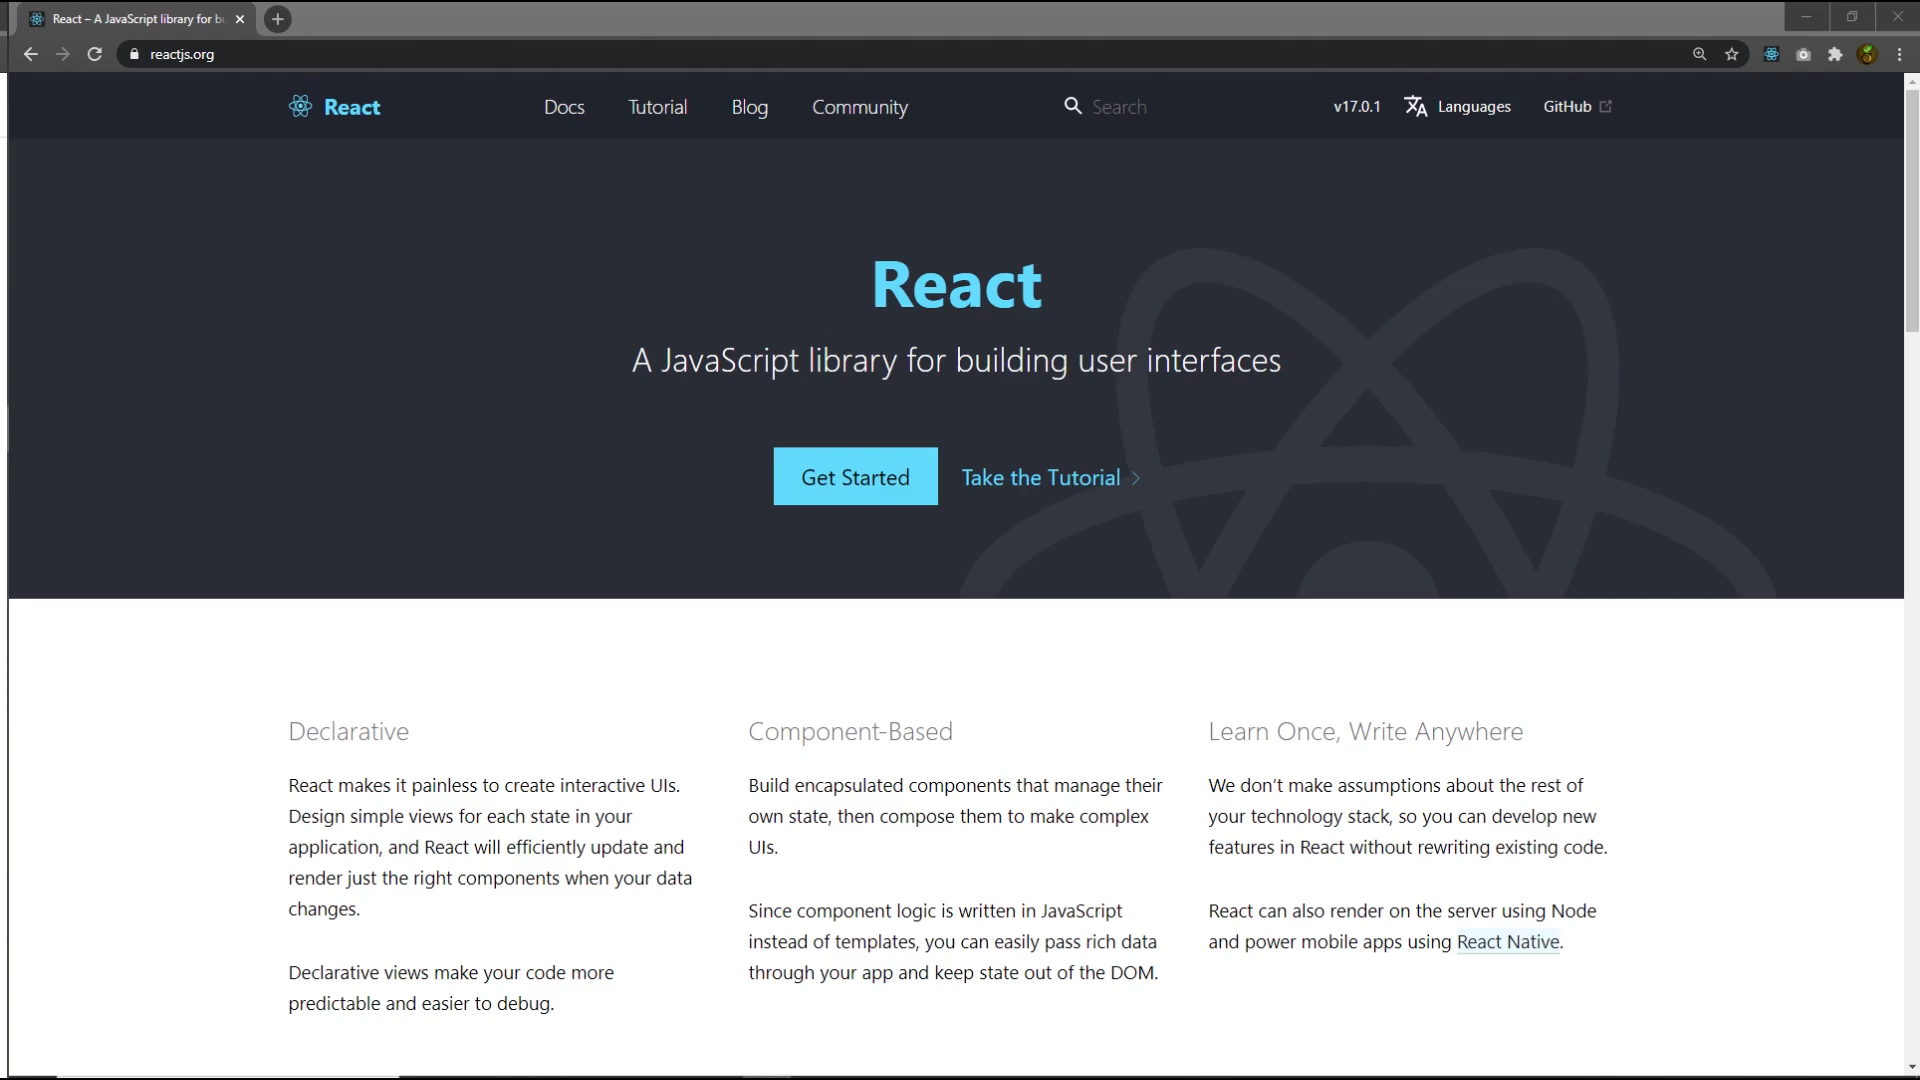 React – A JavaScript library for bu
reactjs.org
React
Docs
Tutorial
Blog
Community
Search
v17.0.1
Languages
GitHub
React
A JavaScript library for building user interfaces
Get Started
Take the Tutorial
Declarative
React makes it painless to create interactive UIs.
Design simple views for each state in your
application, and React will efficiently update and
render just the right components when your data
changes.
Declarative views make your code more
predictable and easier to debug.
Component-Based
Build encapsulated components that manage their
own state, then compose them to make complex
UIs.
Since component logic is written in JavaScript
instead of templates, you can easily pass rich data
through your app and keep state out of the DOM.
Learn Once, Write Anywhere
We don’t make assumptions about the rest of
your technology stack, so you can develop new
features in React without rewriting existing code.
React can also render on the server using Node
and power mobile apps using React Native.